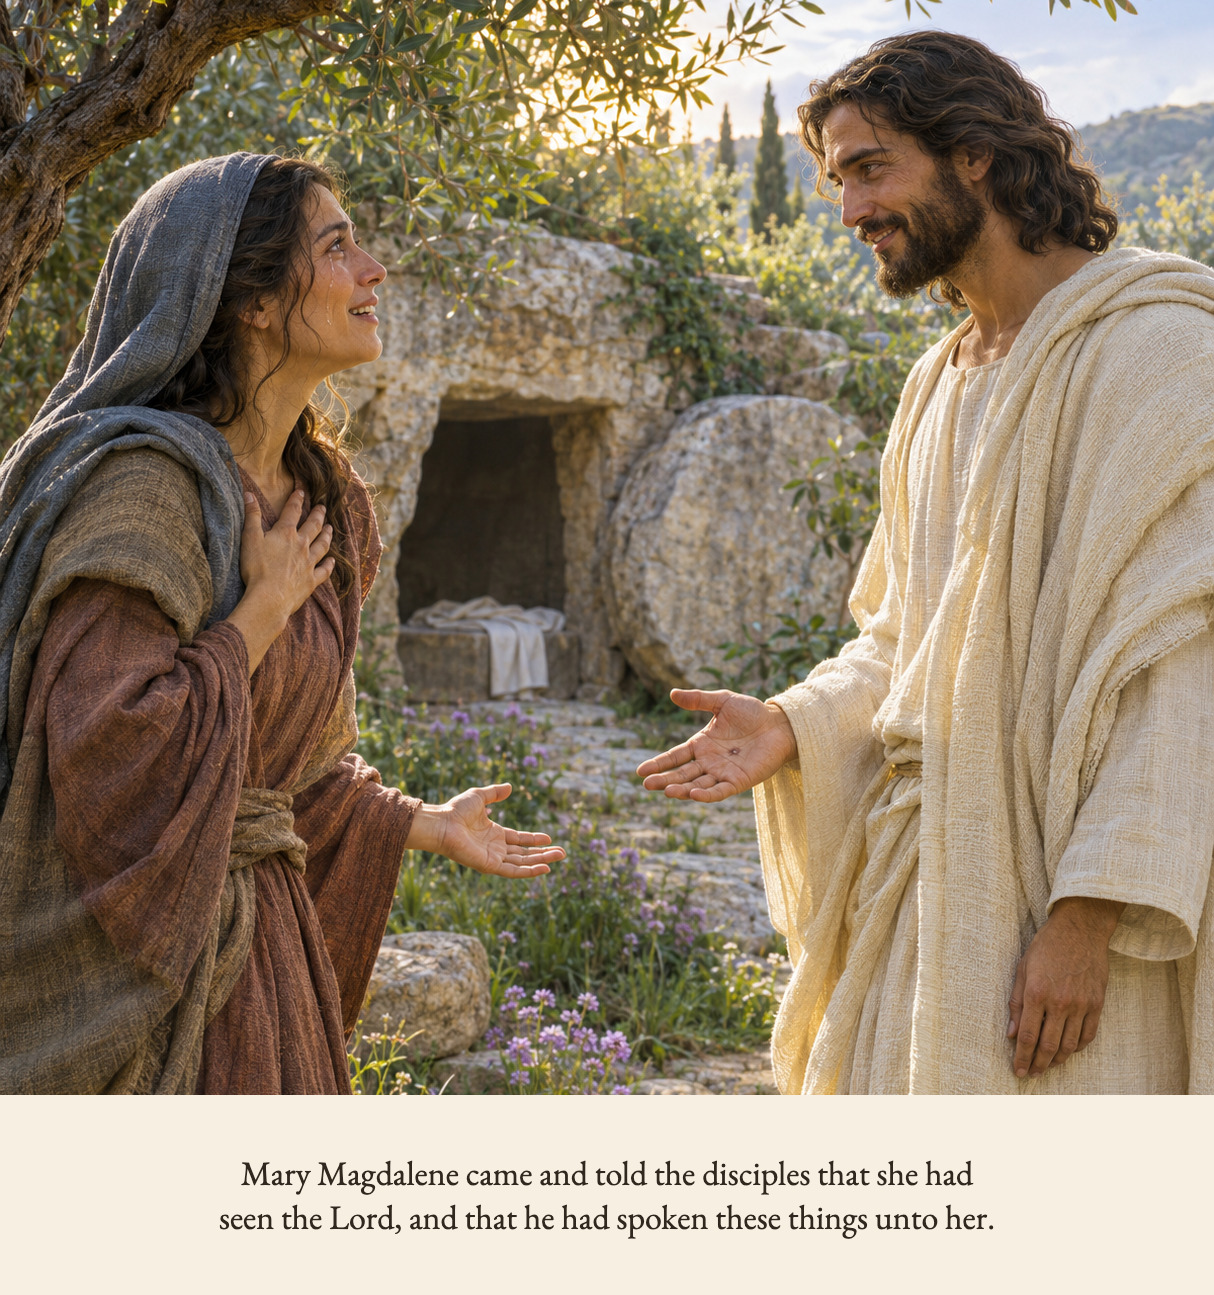 Mary Magdalene came and told the disciples that she had
seen the Lord, and that he had spoken these things unto her.